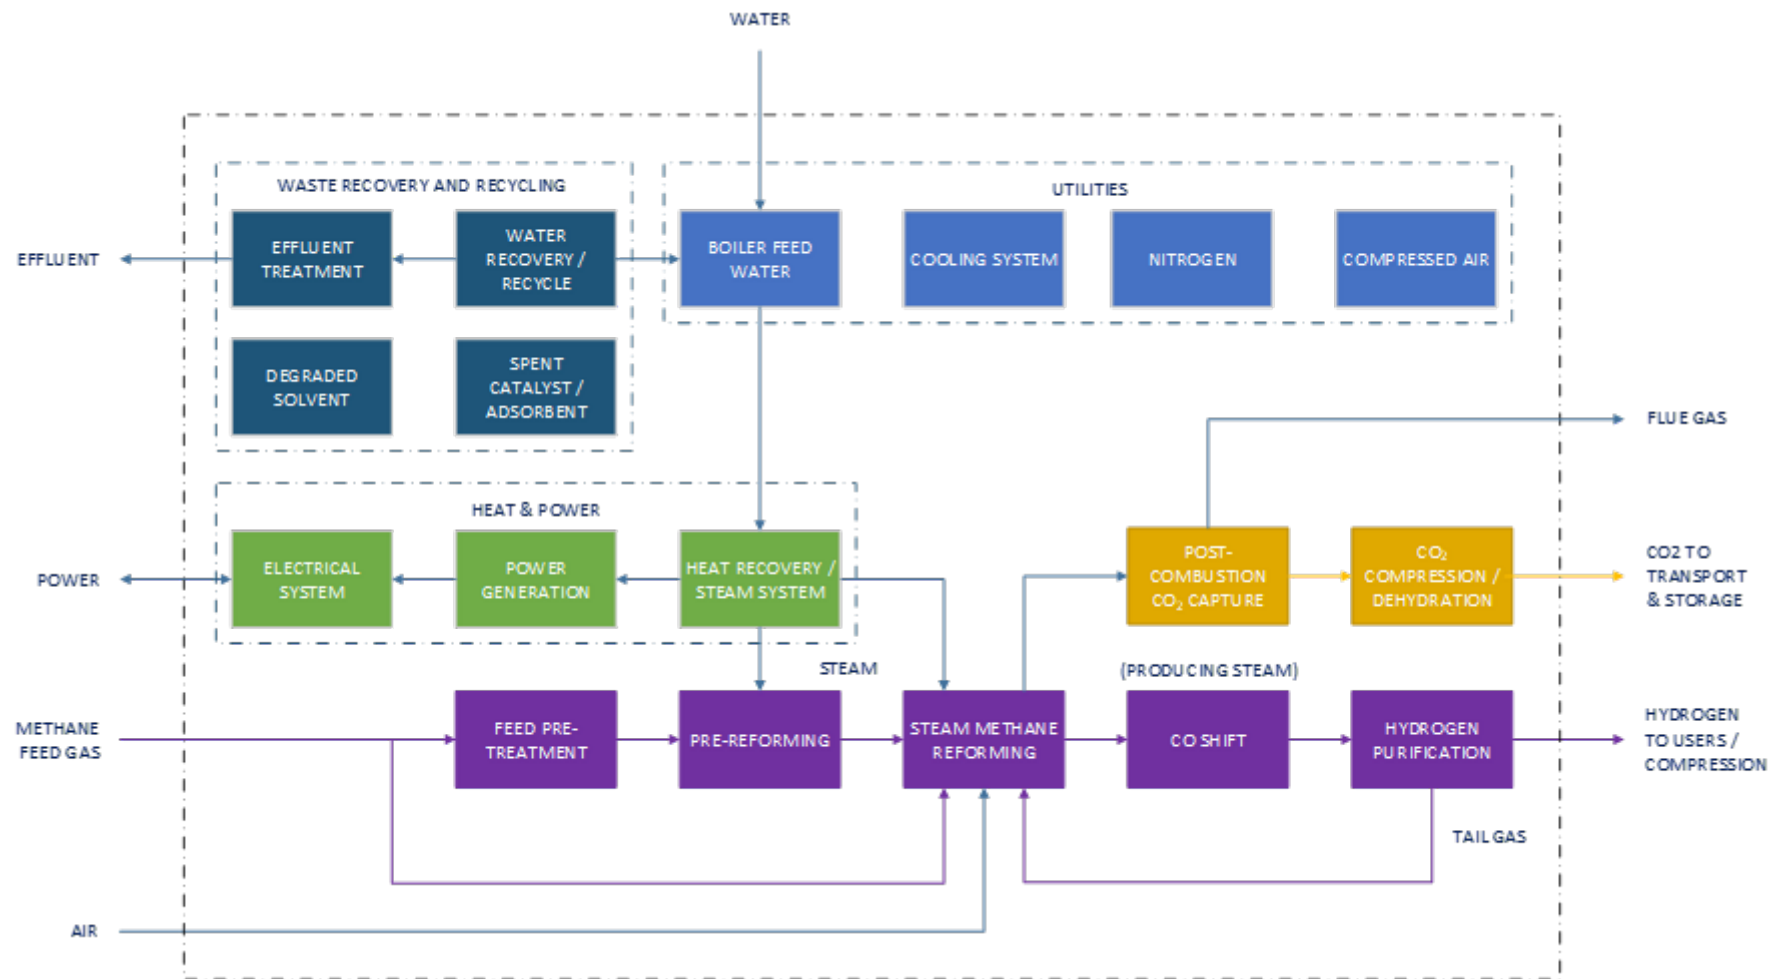 WATER
WASTE RECOVERY AND RECYCLING
UTILITIES
EFFLUENT
EFFLUENT
TREATMENT
WATER
RECOVERY /
RECYCLE
BOILER FEED
WATER
COOLING SYSTEM
NITROGEN
COMPRESSED AIR
DEGRADED
SOLVENT
SPENT
CATALYST /
ADSORBENT
FLUE GAS
HEAT & POWER
POWER
ELECTRICAL
SYSTEM
POWER
GENERATION
HEAT RECOVERY /
STEAM SYSTEM
POST-
COMBUSTION
CO₂ CAPTURE
CO₂
COMPRESSION /
DEHYDRATION
CO2 TO
TRANSPORT
& STORAGE
STEAM
(PRODUCING STEAM)
METHANE
FEED GAS
FEED PRE-
TREATMENT
PRE-REFORMING
STEAM METHANE
REFORMING
CO SHIFT
HYDROGEN
PURIFICATION
HYDROGEN
TO USERS /
COMPRESSION
TAIL GAS
AIR